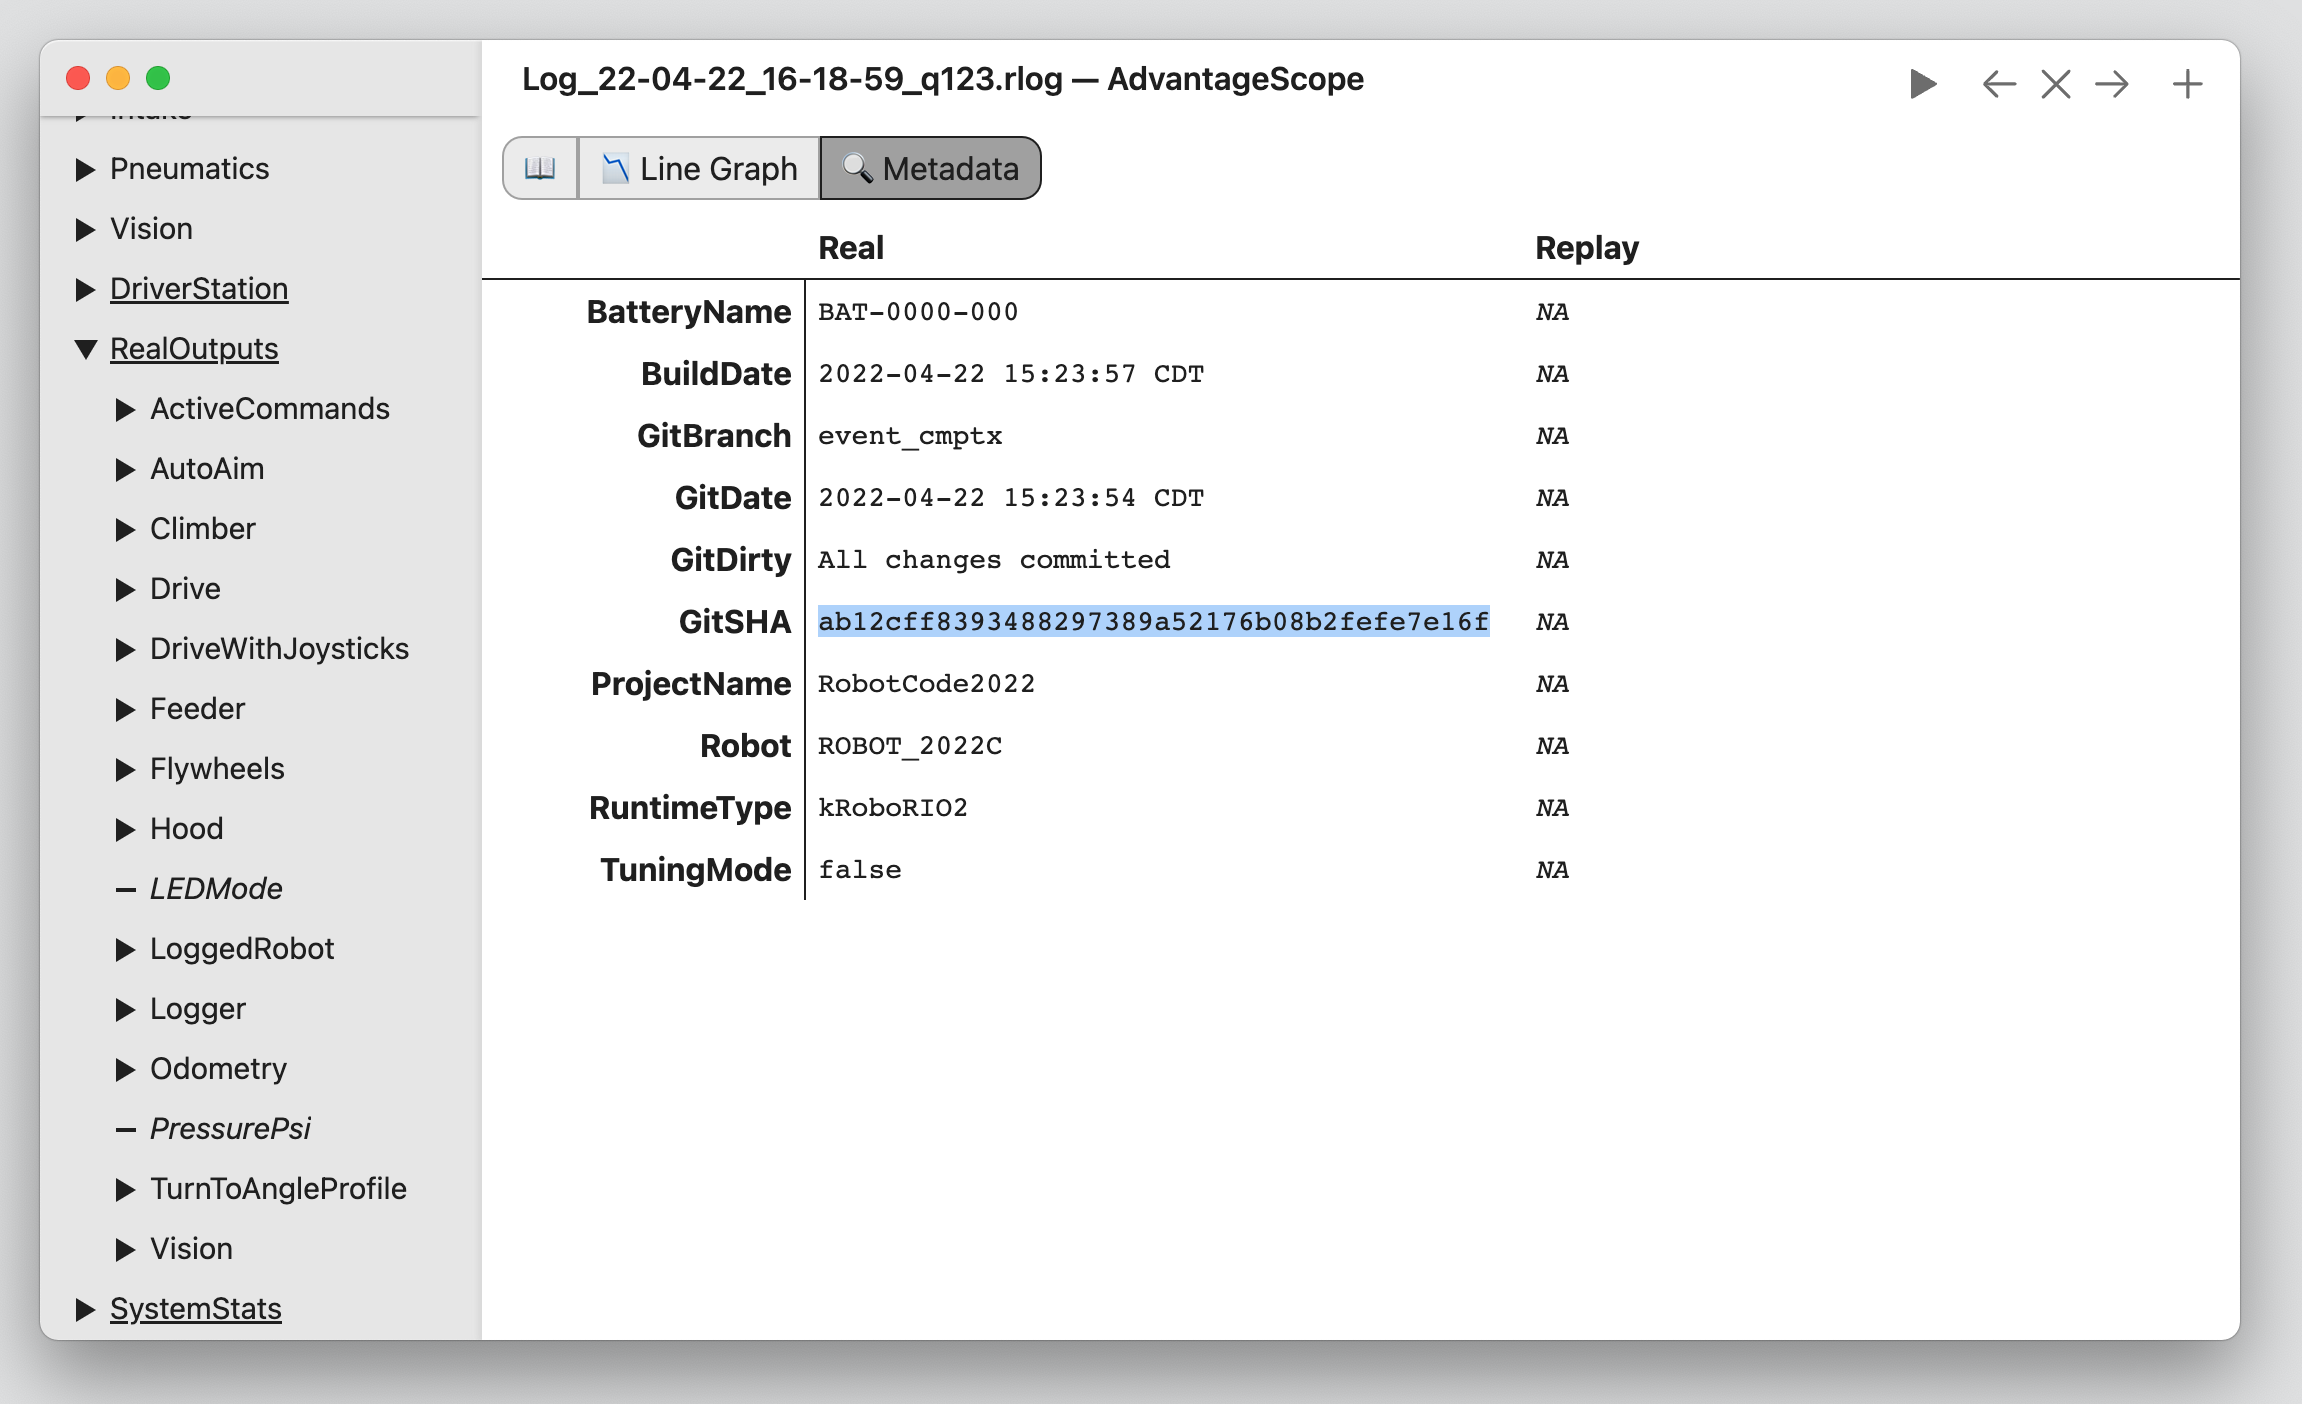 Log_22-04-22_16-18-59_q123.rlog — AdvantageScope
Pneumatics
Vision
DriverStation
RealOutputs
ActiveCommands
AutoAim
Climber
Drive
DriveWithJoysticks
Feeder
Flywheels
Hood
LEDMode
LoggedRobot
Logger
Odometry
PressurePsi
TurnToAngleProfile
Vision
SystemStats
Line Graph
Metadata
Real Replay
BatteryName BAT-0000-000 NA
BuildDate 2022-04-22 15:23:57 CDT NA
GitBranch event_cmptx NA
GitDate 2022-04-22 15:23:54 CDT NA
GitDirty All changes committed NA
GitSHA ab12cff8393488297389a52176b08b2fefe7e16f NA
ProjectName RobotCode2022 NA
Robot ROBOT_2022C NA
RuntimeType kRoboRIO2 NA
TuningMode false NA